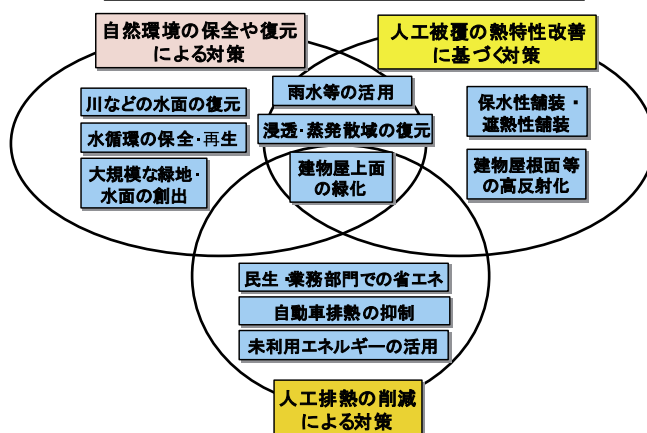 自然環境の保全や復元
による対策
人工被覆の熱特性改善
に基づく対策
川などの水面の復元
水循環の保全・再生
大規模な緑地・
水面の創出
雨水等の活用
浸透・蒸発散域の復元
建物屋上面
の緑化
保水性舗装・
遮熱性舗装
建物屋根面等
の高反射化
民生・業務部門での省エネ
自動車排熱の抑制
未利用エネルギーの活用
人工排熱の削減
による対策